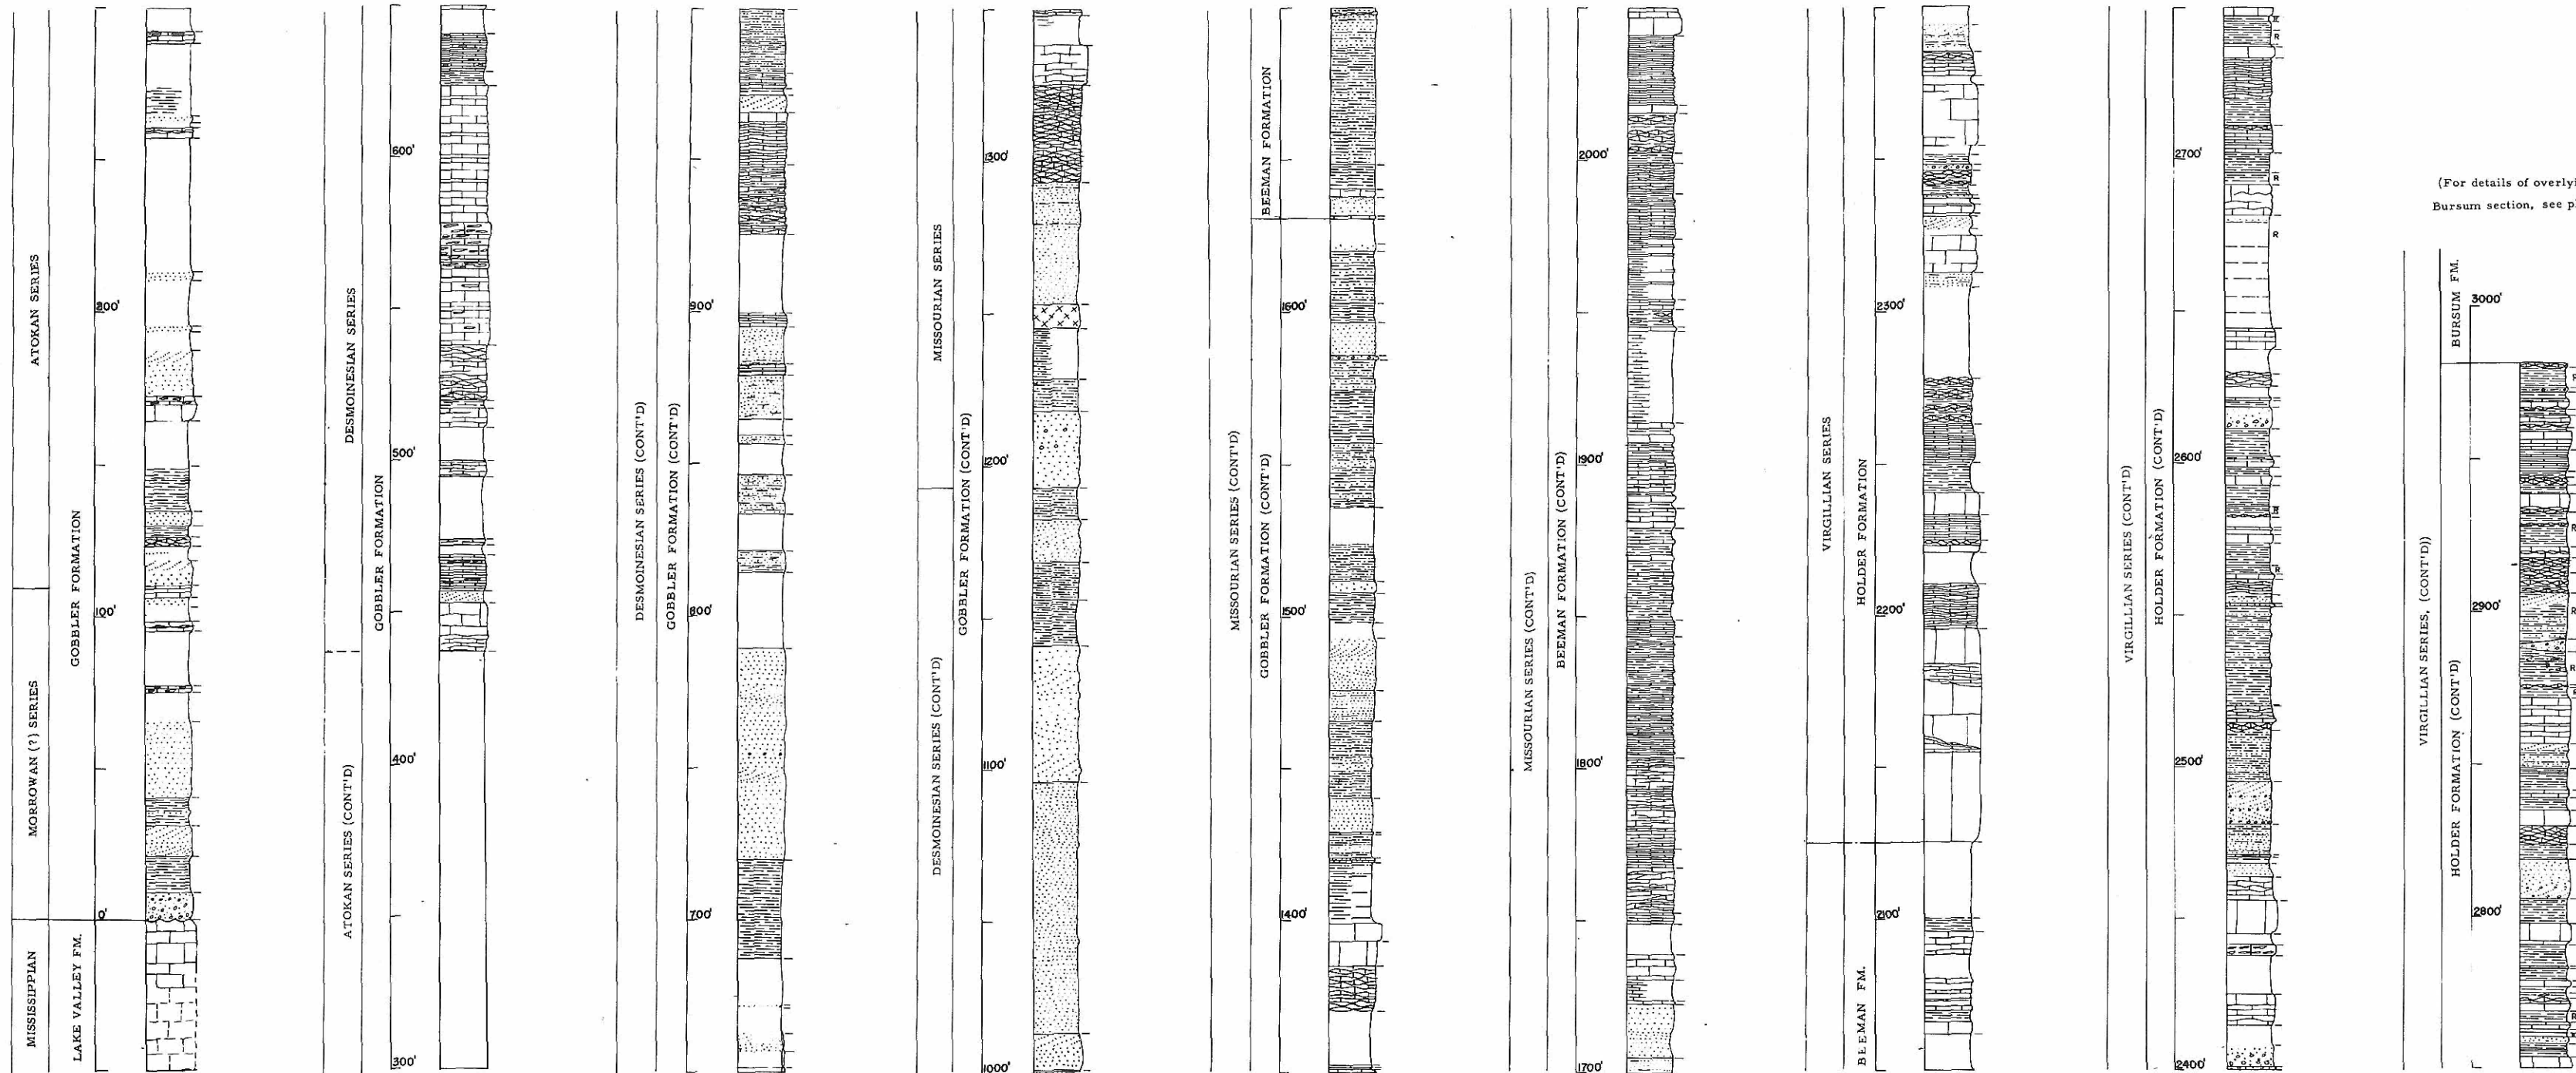 ATOKAN SERIES
MORROWAN (?) SERIES
MISSISSIPPIAN
GOBBLER FORMATION
LAKE VALLEY FM.
200'
100'
0'
DESMOINESIAN SERIES
ATOKAN SERIES (CONT'D)
GOBBLER FORMATION
600'
500'
400'
300'
DESMOINESIAN SERIES (CONT'D)
GOBBLER FORMATION (CONT'D)
900'
800'
700'
MISSOURIAN SERIES
DESMOINESIAN SERIES (CONT'D)
GOBBLER FORMATION (CONT'D)
1300'
1200'
1100'
1000'
MISSOURIAN SERIES (CONT'D)
BEEMAN FORMATION
GOBBLER FORMATION (CONT'D)
1600'
1500'
1400'
MISSOURIAN SERIES (CONT'D)
BEEMAN FORMATION (CONT'D)
2000'
1900'
1800'
1700'
VIRGILLIAN SERIES
HOLDER FORMATION
BEEMAN FM.
2300'
2200'
2100'
VIRGILLIAN SERIES (CONT'D)
HOLDER FORMATION (CONT'D)
2700'
2600'
2500'
2400'
R
R
R
R
R
(For details of overlyi
Bursum section, see pl
VIRGILLIAN SERIES, (CONT'D))
BURSUM FM.
HOLDER FORMATION (CONT'D)
3000'
2900'
2800'
R
R
R
R
R